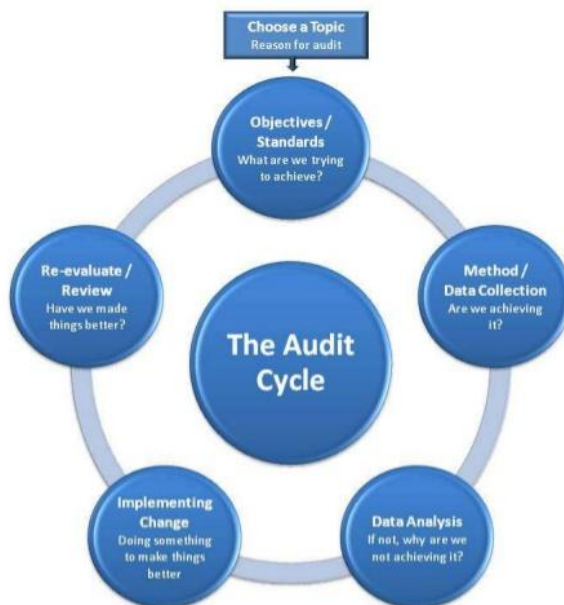 Choose a Topic
Reason for audit
Objectives /
Standards
What are we trying
to achieve?
Method /
Data Collection
Are we achieving
it?
Data Analysis
If not, why are we
not achieving it?
Implementing
Change
Doing something
to make things
better
Re-evaluate /
Review
Have we made
things better?
The Audit
Cycle